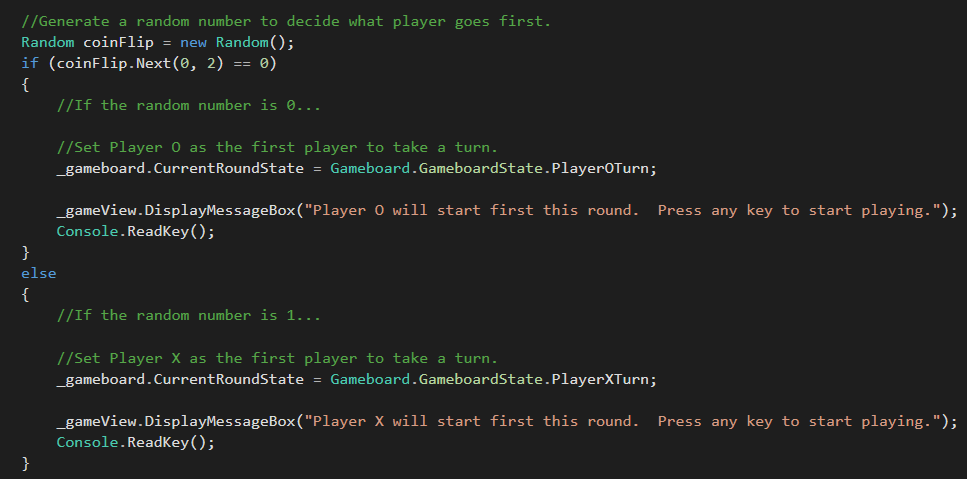 //Generate a random number to decide what player goes first.
Random coinFlip = new Random();
if (coinFlip.Next(0, 2) == 0)
{
    //If the random number is 0...

    //Set Player O as the first player to take a turn.
    _gameboard.CurrentRoundState = Gameboard.GameboardState.PlayerOTurn;

    _gameView.DisplayMessageBox("Player O will start first this round.  Press any key to start playing.");
    Console.ReadKey();
}
else
{
    //If the random number is 1...

    //Set Player X as the first player to take a turn.
    _gameboard.CurrentRoundState = Gameboard.GameboardState.PlayerXTurn;

    _gameView.DisplayMessageBox("Player X will start first this round.  Press any key to start playing.");
    Console.ReadKey();
}